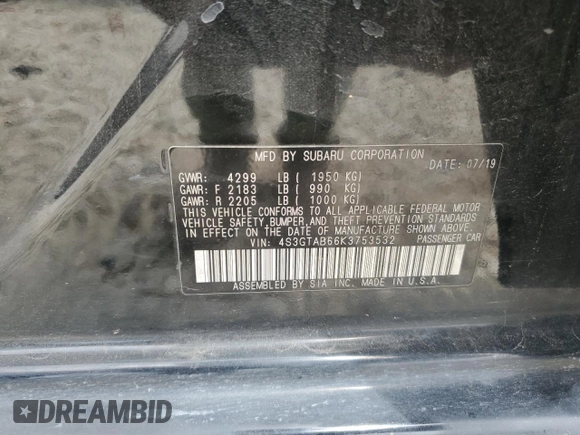 MFD BY SUBARU CORPORATION
DATE: 07/19
GVWR: 4299 LB ( 1950 KG)
GAWR: F 2183 LB ( 990 KG)
GAWR: R 2205 LB ( 1000 KG)
THIS VEHICLE CONFORMS TO ALL APPLICABLE FEDERAL MOTOR
VEHICLE SAFETY,BUMPER,AND THEFT PREVENTION STANDARDS
IN EFFECT ON THE DATE OF MANUFACTURE SHOWN ABOVE.
VIN: 4S3GTAB66K3753532 PASSENGER CAR
ASSEMBLED BY SIA INC. MADE IN U.S.A.
DREAMBID